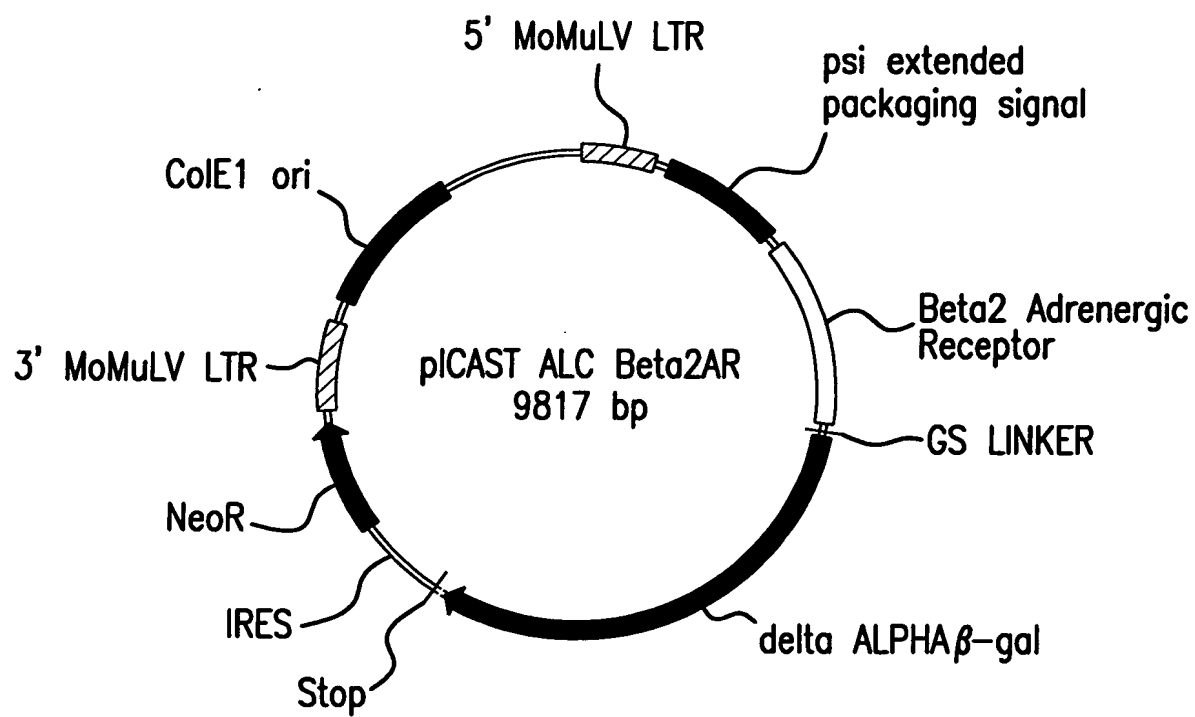 5' MoMuLV LTR
psi extended
packaging signal
ColE1 ori
Beta2 Adrenergic
Receptor
3' MoMuLV LTR
pICAST ALC Beta2AR
9817 bp
GS LINKER
NeoR
IRES
delta ALPHAβ-gal
Stop